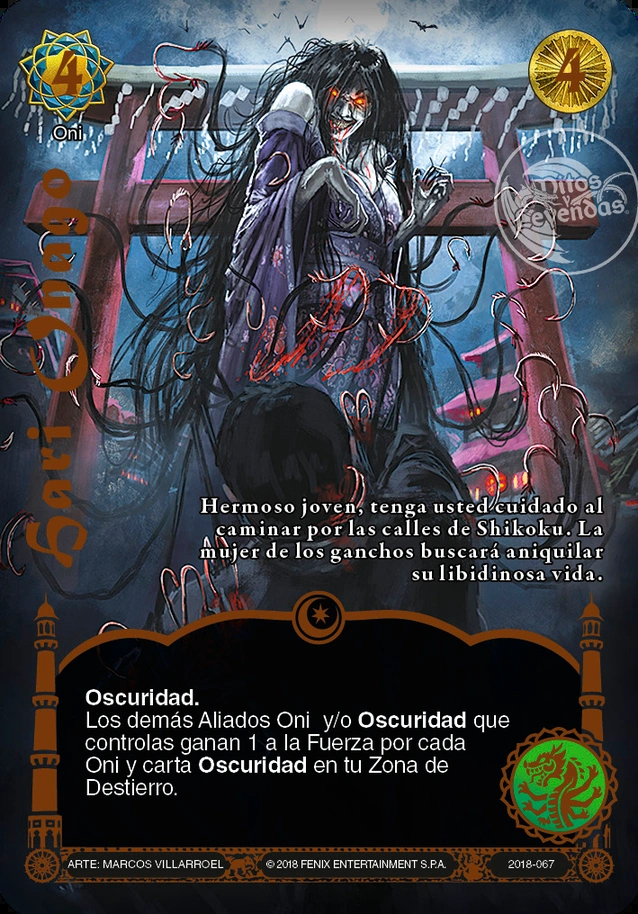 4
4
Oni
Mitos
y
Leyendas
Hari Onago
Hermoso joven, tenga usted cuidado al
caminar por las calles de Shikoku. La
mujer de los ganchos buscará aniquilar
su libidinosa vida.
Oscuridad.
Los demás Aliados Oni y/o Oscuridad que
controlas ganan 1 a la Fuerza por cada
Oni y carta Oscuridad en tu Zona de
Destierro.
ARTE: MARCOS VILLARROEL
© 2018 FENIX ENTERTAINMENT S.P.A.
2018-067